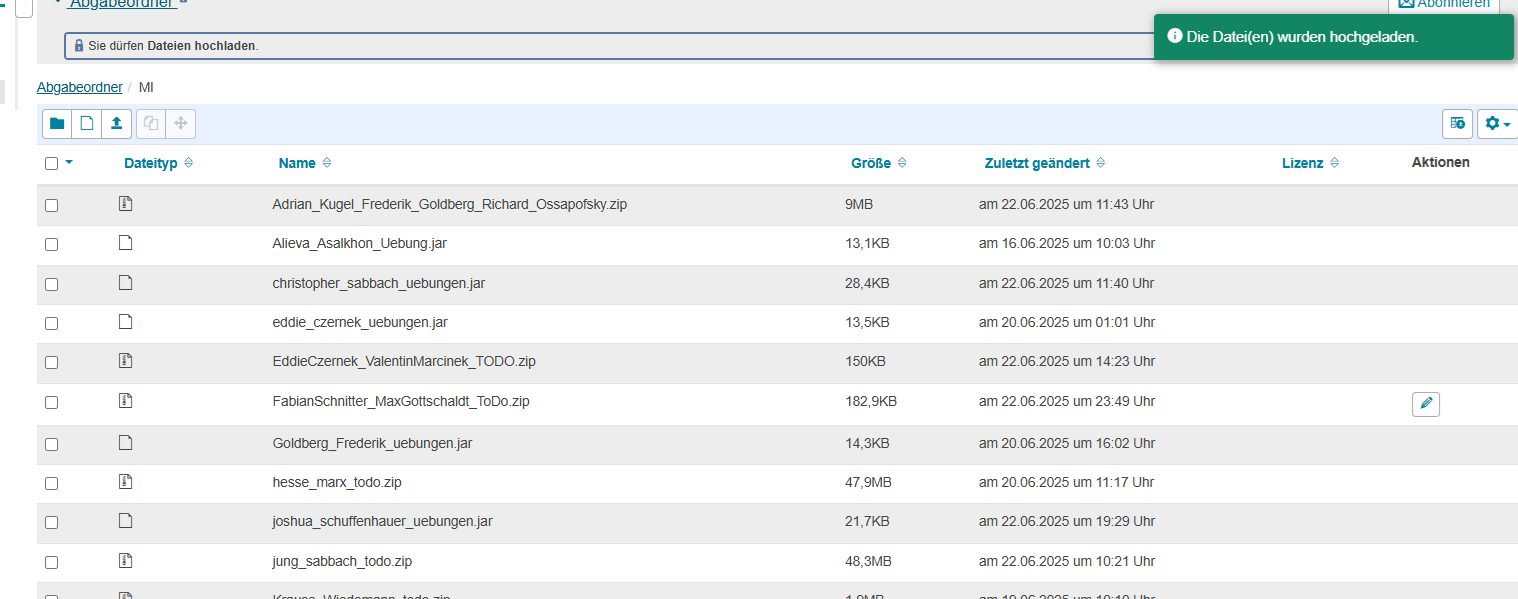 Abgabeordner
Abonnieren
Sie dürfen Dateien hochladen.
Die Datei(en) wurden hochgeladen.
Abgabeordner / MI
Dateityp Name Größe Zuletzt geändert Lizenz Aktionen
Adrian_Kugel_Frederik_Goldberg_Richard_Ossapofsky.zip 9MB am 22.06.2025 um 11:43 Uhr
Alieva_Asalkhon_Uebung.jar 13,1KB am 16.06.2025 um 10:03 Uhr
christopher_sabbach_uebungen.jar 28,4KB am 22.06.2025 um 11:40 Uhr
eddie_czernek_uebungen.jar 13,5KB am 20.06.2025 um 01:01 Uhr
EddieCzernek_ValentinMarcinek_TODO.zip 150KB am 22.06.2025 um 14:23 Uhr
FabianSchnitter_MaxGottschaldt_ToDo.zip 182,9KB am 22.06.2025 um 23:49 Uhr
Goldberg_Frederik_uebungen.jar 14,3KB am 20.06.2025 um 16:02 Uhr
hesse_marx_todo.zip 47,9MB am 20.06.2025 um 11:17 Uhr
joshua_schuffenhauer_uebungen.jar 21,7KB am 22.06.2025 um 19:29 Uhr
jung_sabbach_todo.zip 48,3MB am 22.06.2025 um 10:21 Uhr